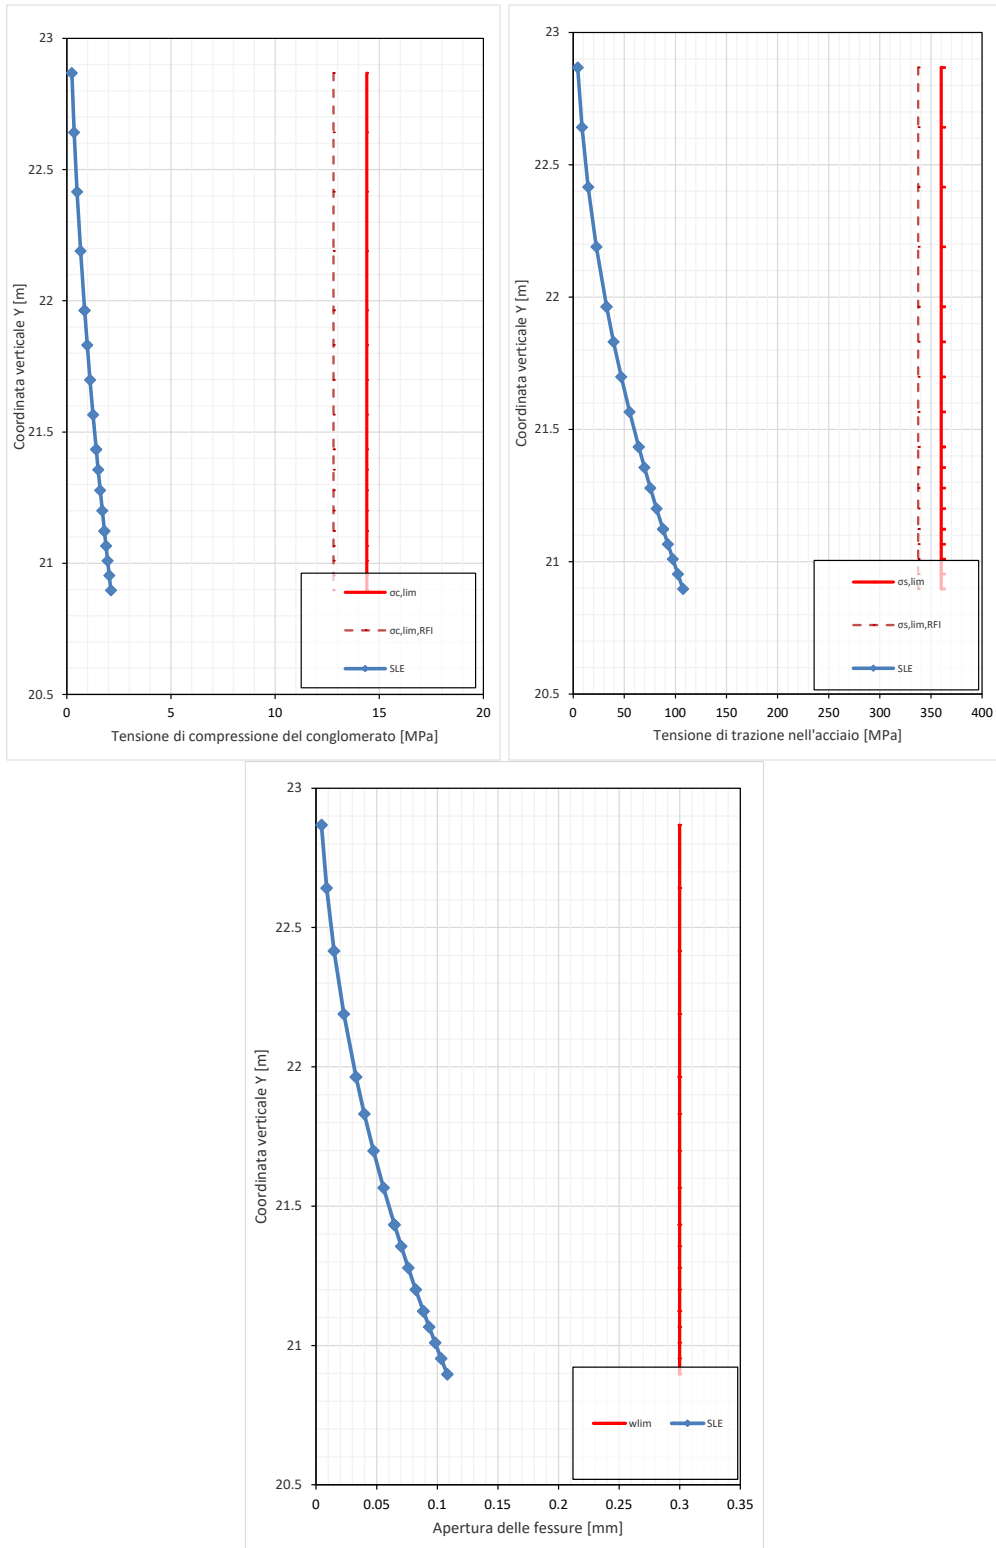 23
22.5
22
21.5
21
20.5
Coordinata verticale Y [m]
0 5 10 15 20
Tensione di compressione del conglomerato [MPa]
σc,lim
σc,lim,RFI
SLE
23
22.5
22
21.5
21
20.5
Coordinata verticale Y [m]
0 50 100 150 200 250 300 350 400
Tensione di trazione nell'acciaio [MPa]
σs,lim
σs,lim,RFI
SLE
23
22.5
22
21.5
21
20.5
Coordinata verticale Y [m]
0 0.05 0.1 0.15 0.2 0.25 0.3 0.35
Apertura delle fessure [mm]
wlim SLE